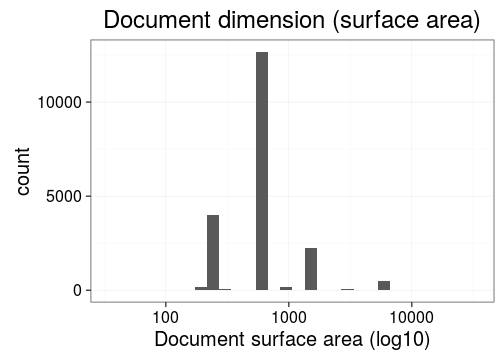 Document dimension (surface area)
10000
5000
0
count
100 1000 10000
Document surface area (log10)